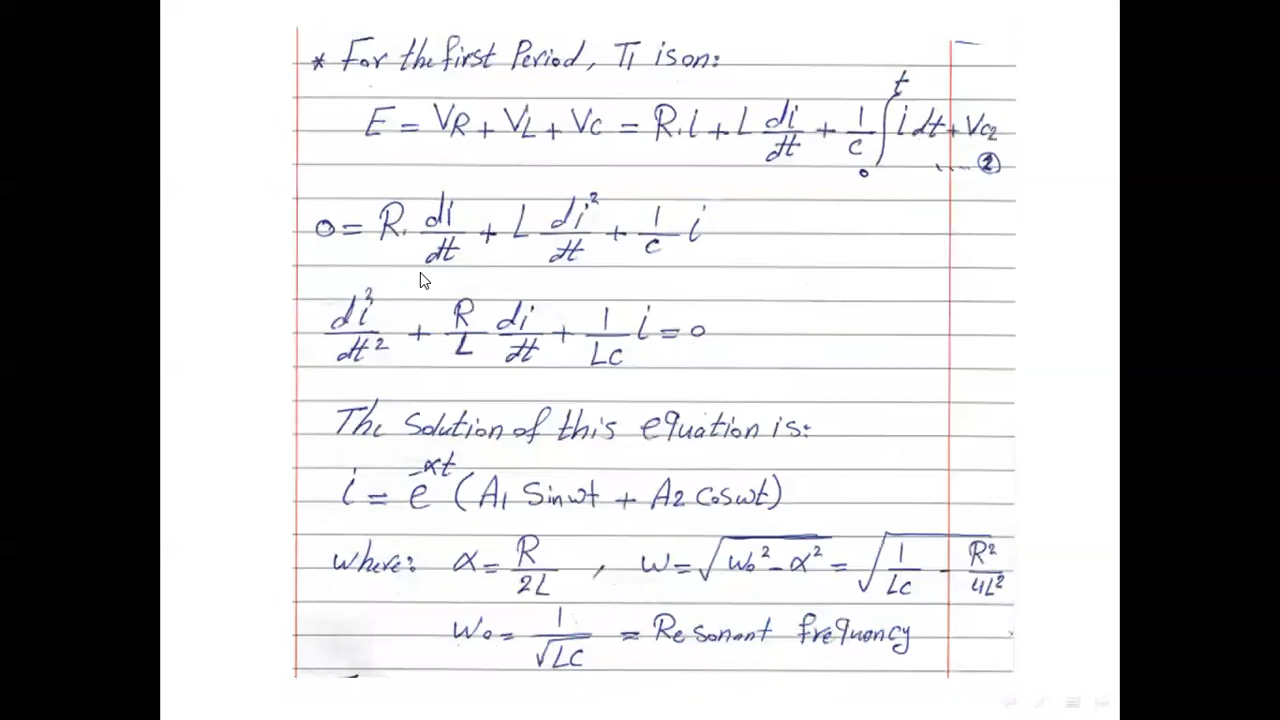 * For the first Period, T1 is on:
E = VR + VL + VC = R.i + L di/dt + 1/C ∫₀ᵗ i dt + VC2
..... ②
0 = R. di/dt + L di²/dt + 1/C i
di²/dt² + R/L di/dt + 1/LC i = 0
The Solution of this equation is:
i = e^-αt (A1 Sinωt + A2 Cosωt)
where: α = R/2L , ω = √(ω0² - α²) = √(1/LC - R²/4L²)
ω0 = 1/√LC = Resonant frequency